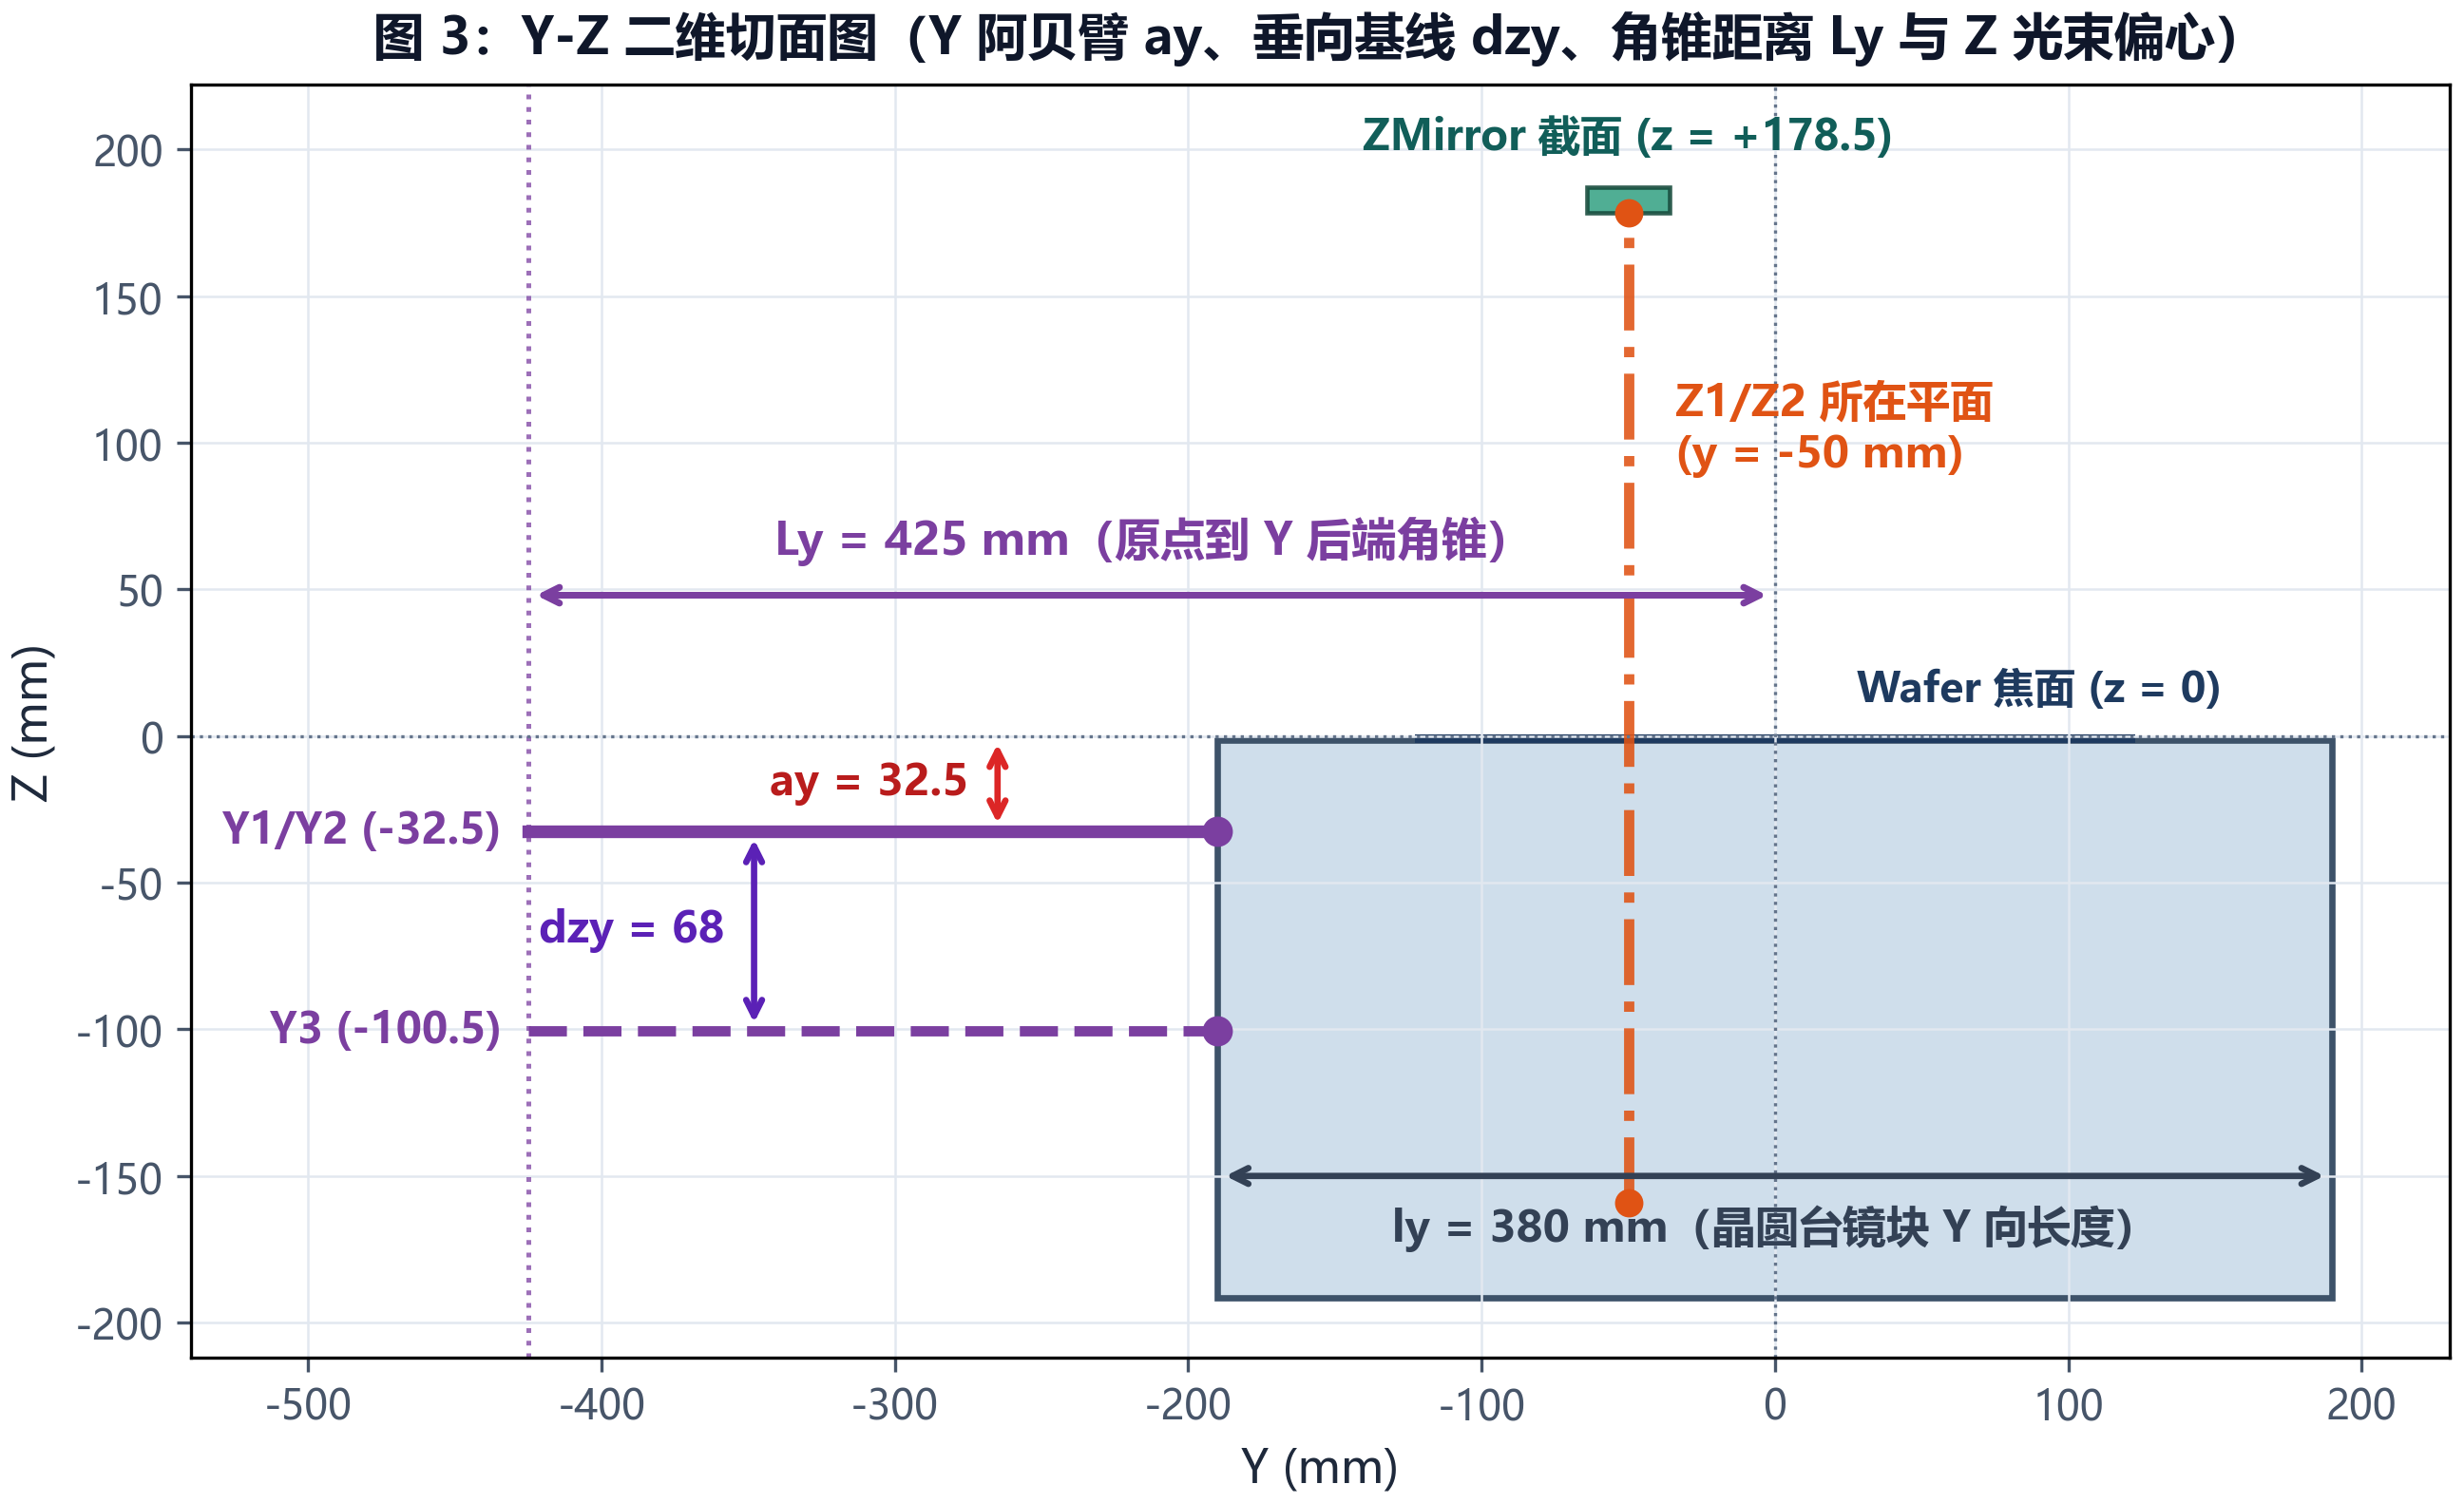 图 3：Y-Z 二维切面图（Y 阿贝臂 ay、垂向基线 dzy、角锥距离 Ly 与 Z 光束偏心）
ZMirror 截面 (z = +178.5)
Z1/Z2 所在平面
(y = -50 mm)
Ly = 425 mm（原点到 Y 后端角锥）
Wafer 焦面 (z = 0)
ay = 32.5
Y1/Y2 (-32.5)
dzy = 68
Y3 (-100.5)
ly = 380 mm（晶圆台镜块 Y 向长度）
200
150
100
50
0
-50
-100
-150
-200
Z (mm)
-500
-400
-300
-200
-100
0
100
200
Y (mm)